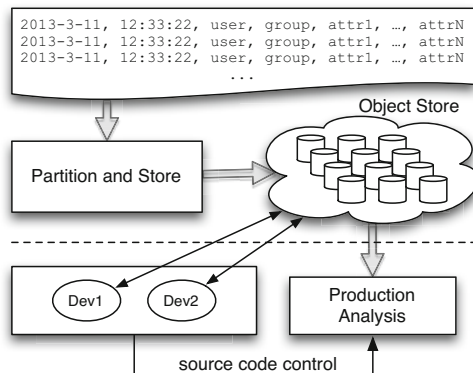 2013-3-11, 12:33:22, user, group, attr1, …, attrN
2013-3-11, 12:33:22, user, group, attr1, …, attrN
2013-3-11, 12:33:22, user, group, attr1, …, attrN
...
Object Store
Partition and Store
Dev1
Dev2
Production
Analysis
source code control